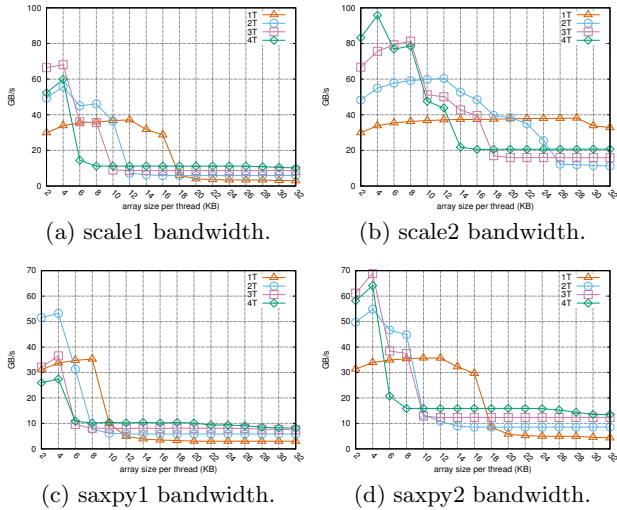 100
80
60
40
20
0
GB/s
1T
2T
3T
4T
2 4 6 8 10 12 14 16 18 20 22 24 26 28 30 32
array size per thread (KB)
(a) scale1 bandwidth.
100
80
60
40
20
0
GB/s
1T
2T
3T
4T
2 4 6 8 10 12 14 16 18 20 22 24 26 28 30 32
array size per thread (KB)
(b) scale2 bandwidth.
70
60
50
40
30
20
10
0
GB/s
1T
2T
3T
4T
2 4 6 8 10 12 14 16 18 20 22 24 26 28 30 32
array size per thread (KB)
(c) saxpy1 bandwidth.
70
60
50
40
30
20
10
0
GB/s
1T
2T
3T
4T
2 4 6 8 10 12 14 16 18 20 22 24 26 28 30 32
array size per thread (KB)
(d) saxpy2 bandwidth.